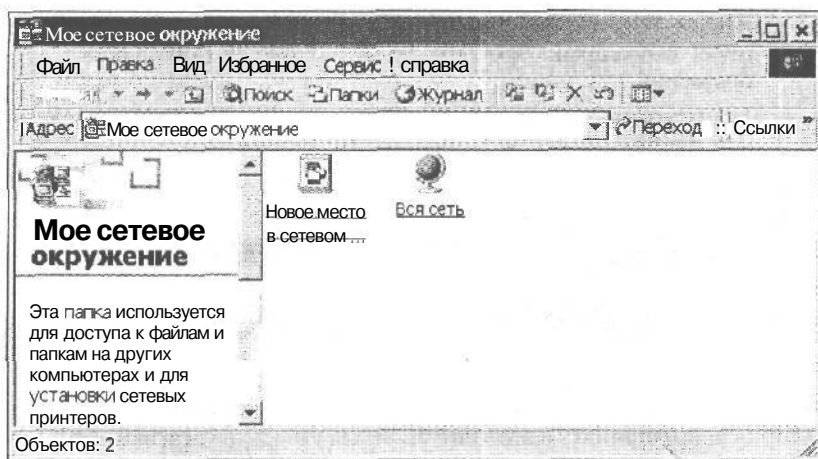 Мое сетевое окружение
Файл Правка Вид Избранное Сервис ! справка
Поиск Папки Журнал
Адрес Мое сетевое окружение Переход :: Ссылки »
Новое место
в сетевом ...
Вся сеть
Мое сетевое
окружение
Эта папка используется
для доступа к файлам и
папкам на других
компьютерах и для
установки сетевых
принтеров.
Объектов: 2